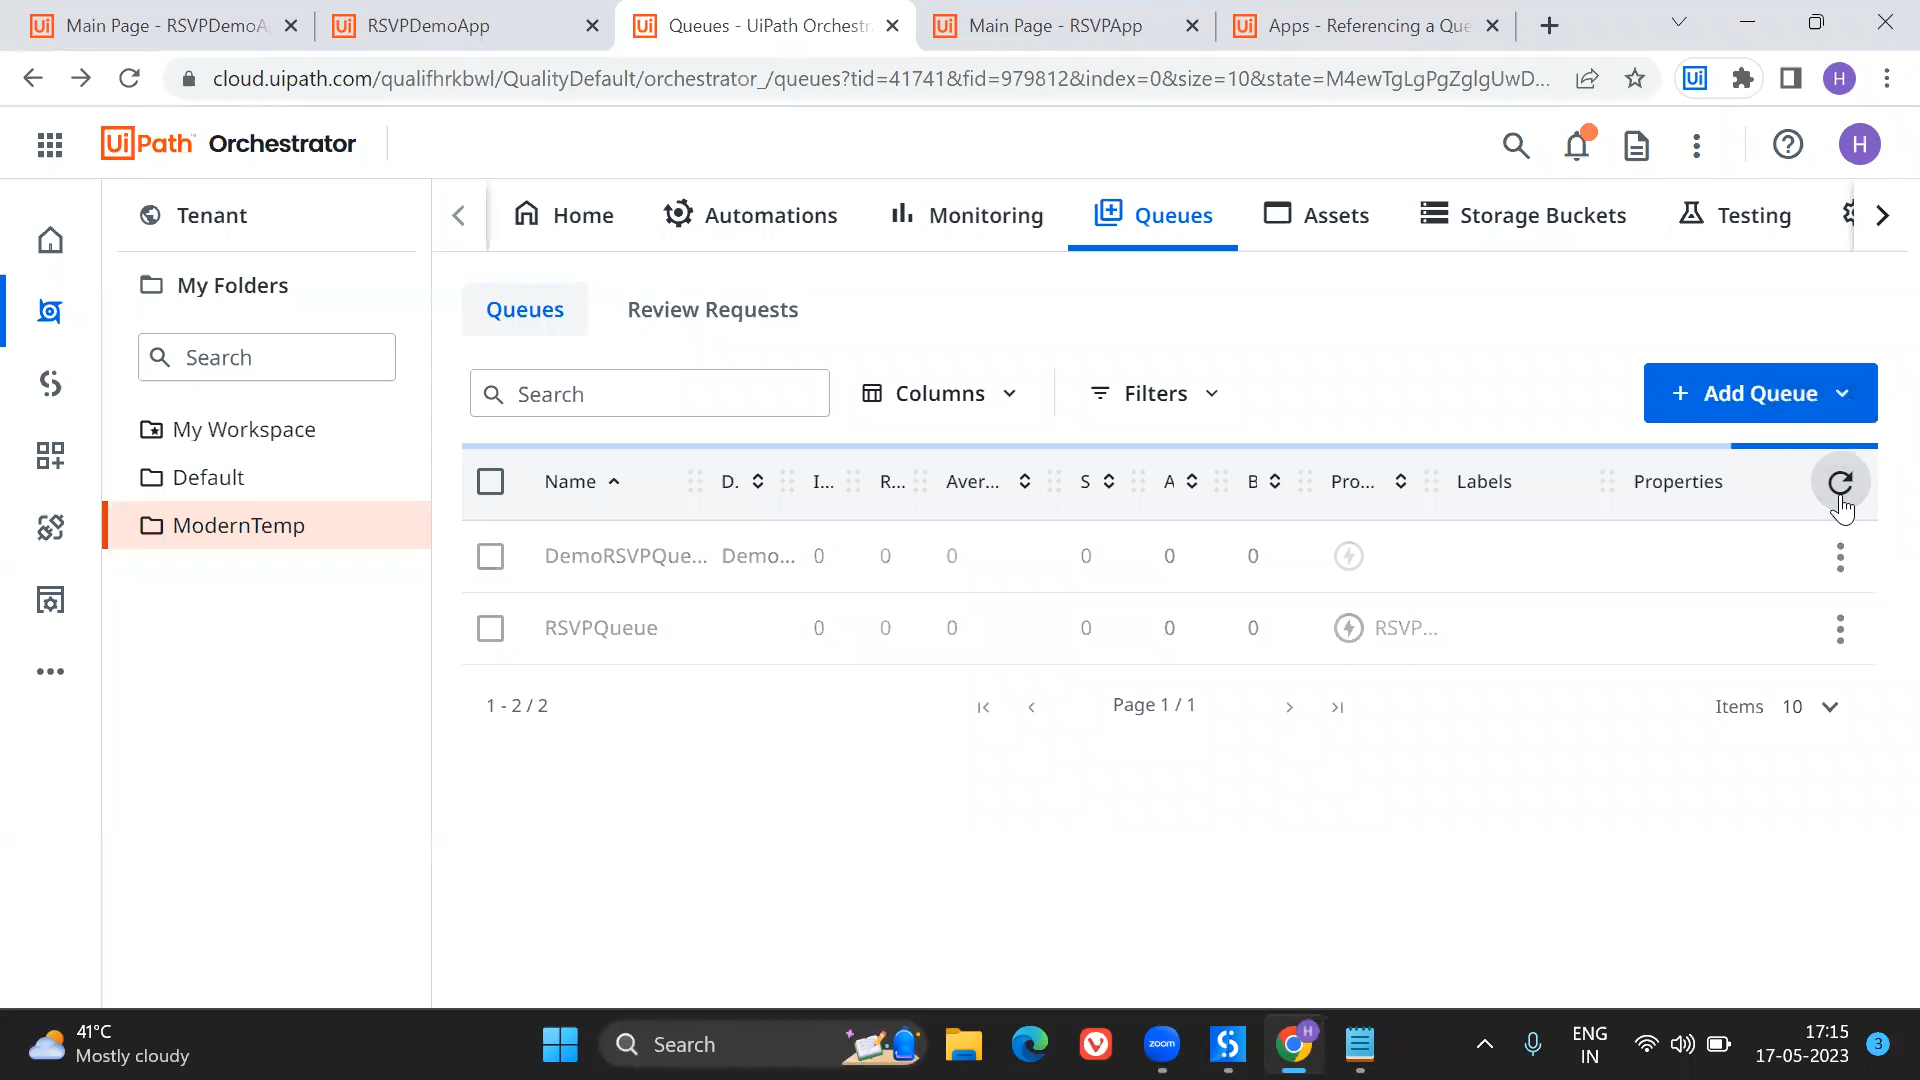 Main Page - RSVPDemoA
RSVPDemoApp
Queues - UiPath Orchestr
Main Page - RSVPApp
Apps - Referencing a Que
cloud.uipath.com/qualifhrkbwl/QualityDefault/orchestrator_/queues?tid=41741&fid=979812&index=0&size=10&state=M4ewTgLgPgZglgUwD...
Ui
H
UiPath Orchestrator
H
Tenant
Home
Automations
Monitoring
Queues
Assets
Storage Buckets
Testing
My Folders
Search
My Workspace
Default
ModernTemp
Queues
Review Requests
Search
Columns
Filters
+ Add Queue
Name D. I... R... Aver... S A B Pro... Labels Properties
DemoRSVPQue... Demo... 0 0 0 0 0 0
RSVPQueue 0 0 0 0 0 0 RSVP...
1 - 2 / 2
Page 1 / 1
Items 10
41°C
Mostly cloudy
Search
zoom
H
ENG
IN
17:15
17-05-2023
3